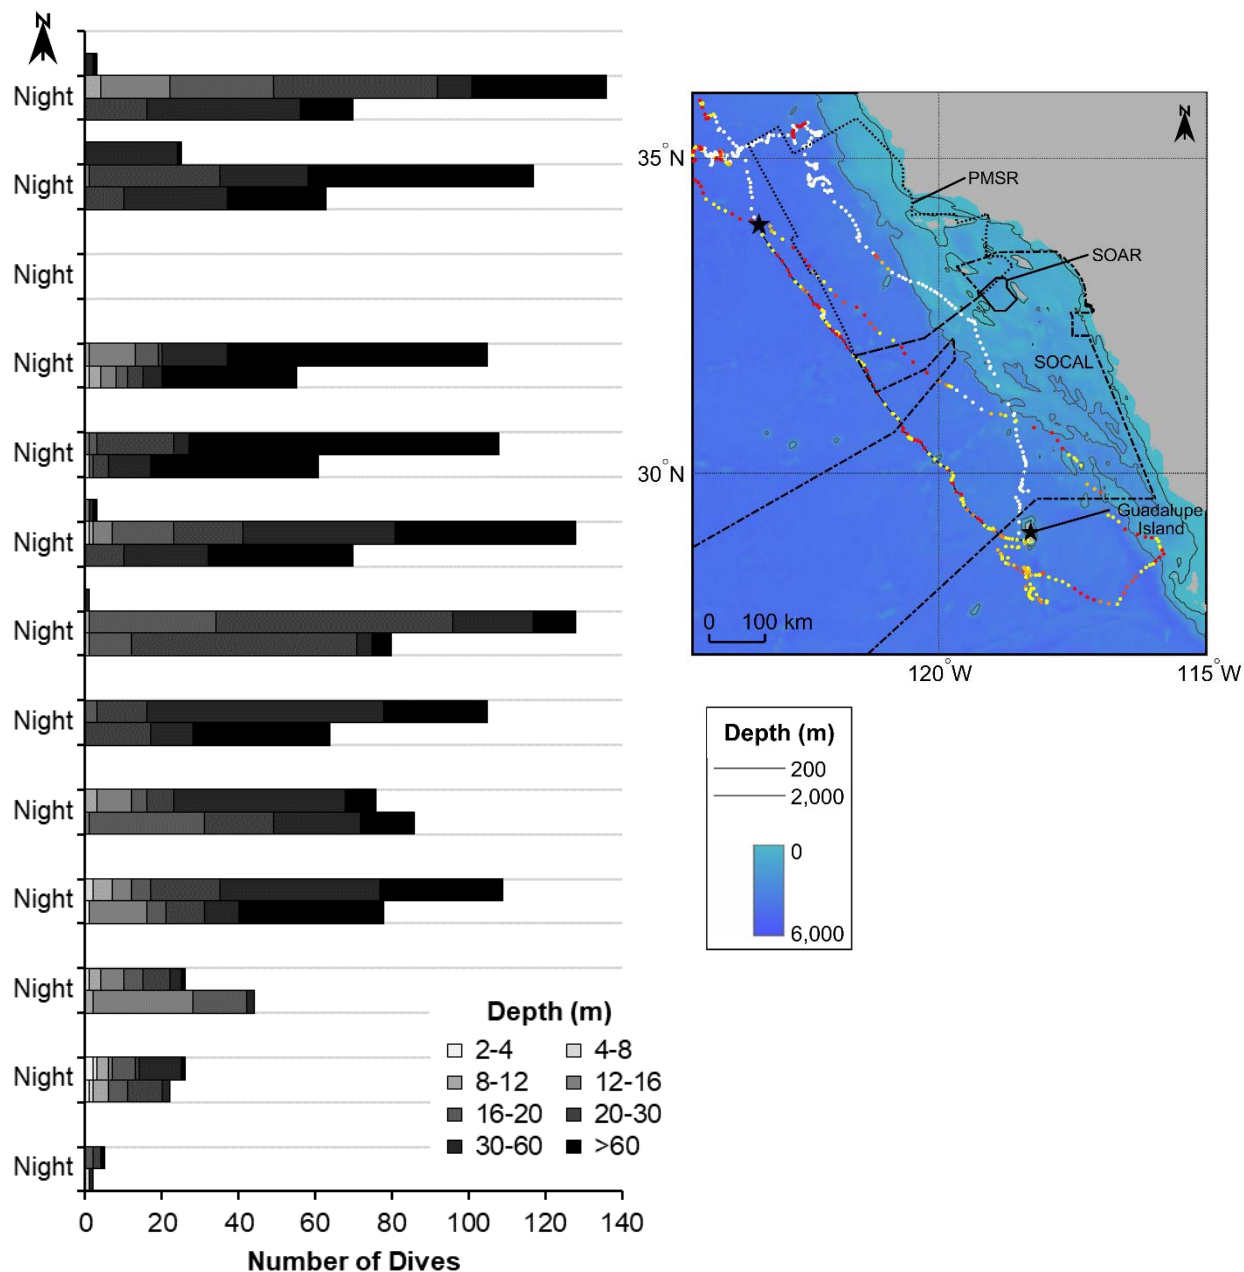 N
Night
Night
Night
Night
Night
Night
Night
Night
Night
Night
Night
Night
Night
Depth (m)
2-4 4-8
8-12 12-16
16-20 20-30
30-60 >60
0 20 40 60 80 100 120 140
Number of Dives
N
35°N
PMSR
SOAR
SOCAL
30°N
Guadalupe
Island
0 100 km
120°W 115°W
Depth (m)
200
2,000
0
6,000